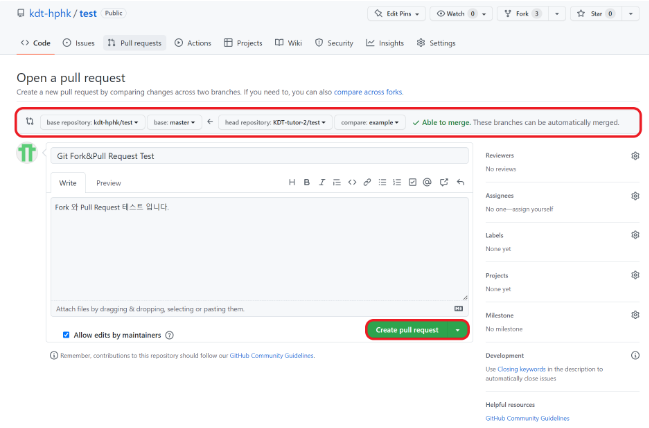 kdt-hphk / test Public
Edit Pins Watch 0 Fork 3 Star 0
Code Issues Pull requests Actions Projects Wiki Security Insights Settings
Open a pull request
Create a new pull request by comparing changes across two branches. If you need to, you can also compare across forks.
base repository: kdt-hphk/test base: master ← head repository: KDT-tutor-2/test compare: example ✓ Able to merge. These branches can be automatically merged.
Git Fork&Pull Request Test
Write Preview
Fork 와 Pull Request 테스트 입니다.
Attach files by dragging & dropping, selecting or pasting them.
Allow edits by maintainers
Create pull request
Remember, contributions to this repository should follow our GitHub Community Guidelines.
Reviewers
No reviews
Assignees
No one—assign yourself
Labels
None yet
Projects
None yet
Milestone
No milestone
Development
Use Closing keywords in the description to
automatically close issues
Helpful resources
GitHub Community Guidelines